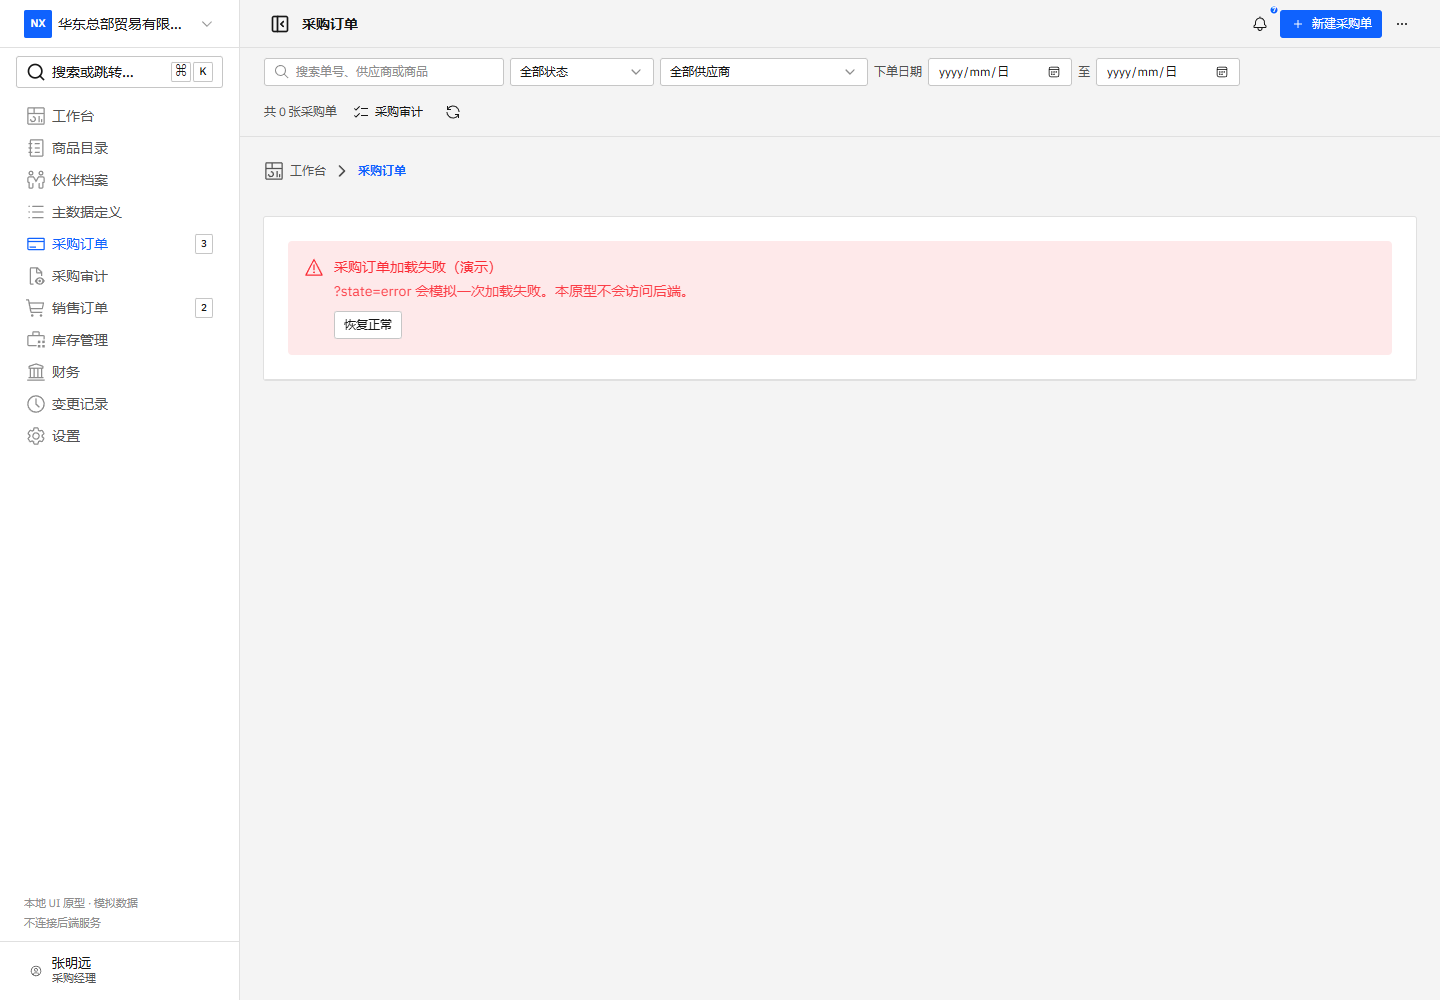 NX 华东总部贸易有限...
搜索或跳转... ⌘ K
工作台
商品目录
伙伴档案
主数据定义
采购订单 3
采购审计
销售订单 2
库存管理
财务
变更记录
设置
本地 UI 原型 · 模拟数据
不连接后端服务
张明远
采购经理
采购订单
新建采购单
搜索单号、供应商或商品 全部状态 全部供应商 下单日期 yyyy/mm/日 至 yyyy/mm/日
共 0 张采购单 采购审计
工作台 采购订单
采购订单加载失败（演示）
?state=error 会模拟一次加载失败。本原型不会访问后端。
恢复正常